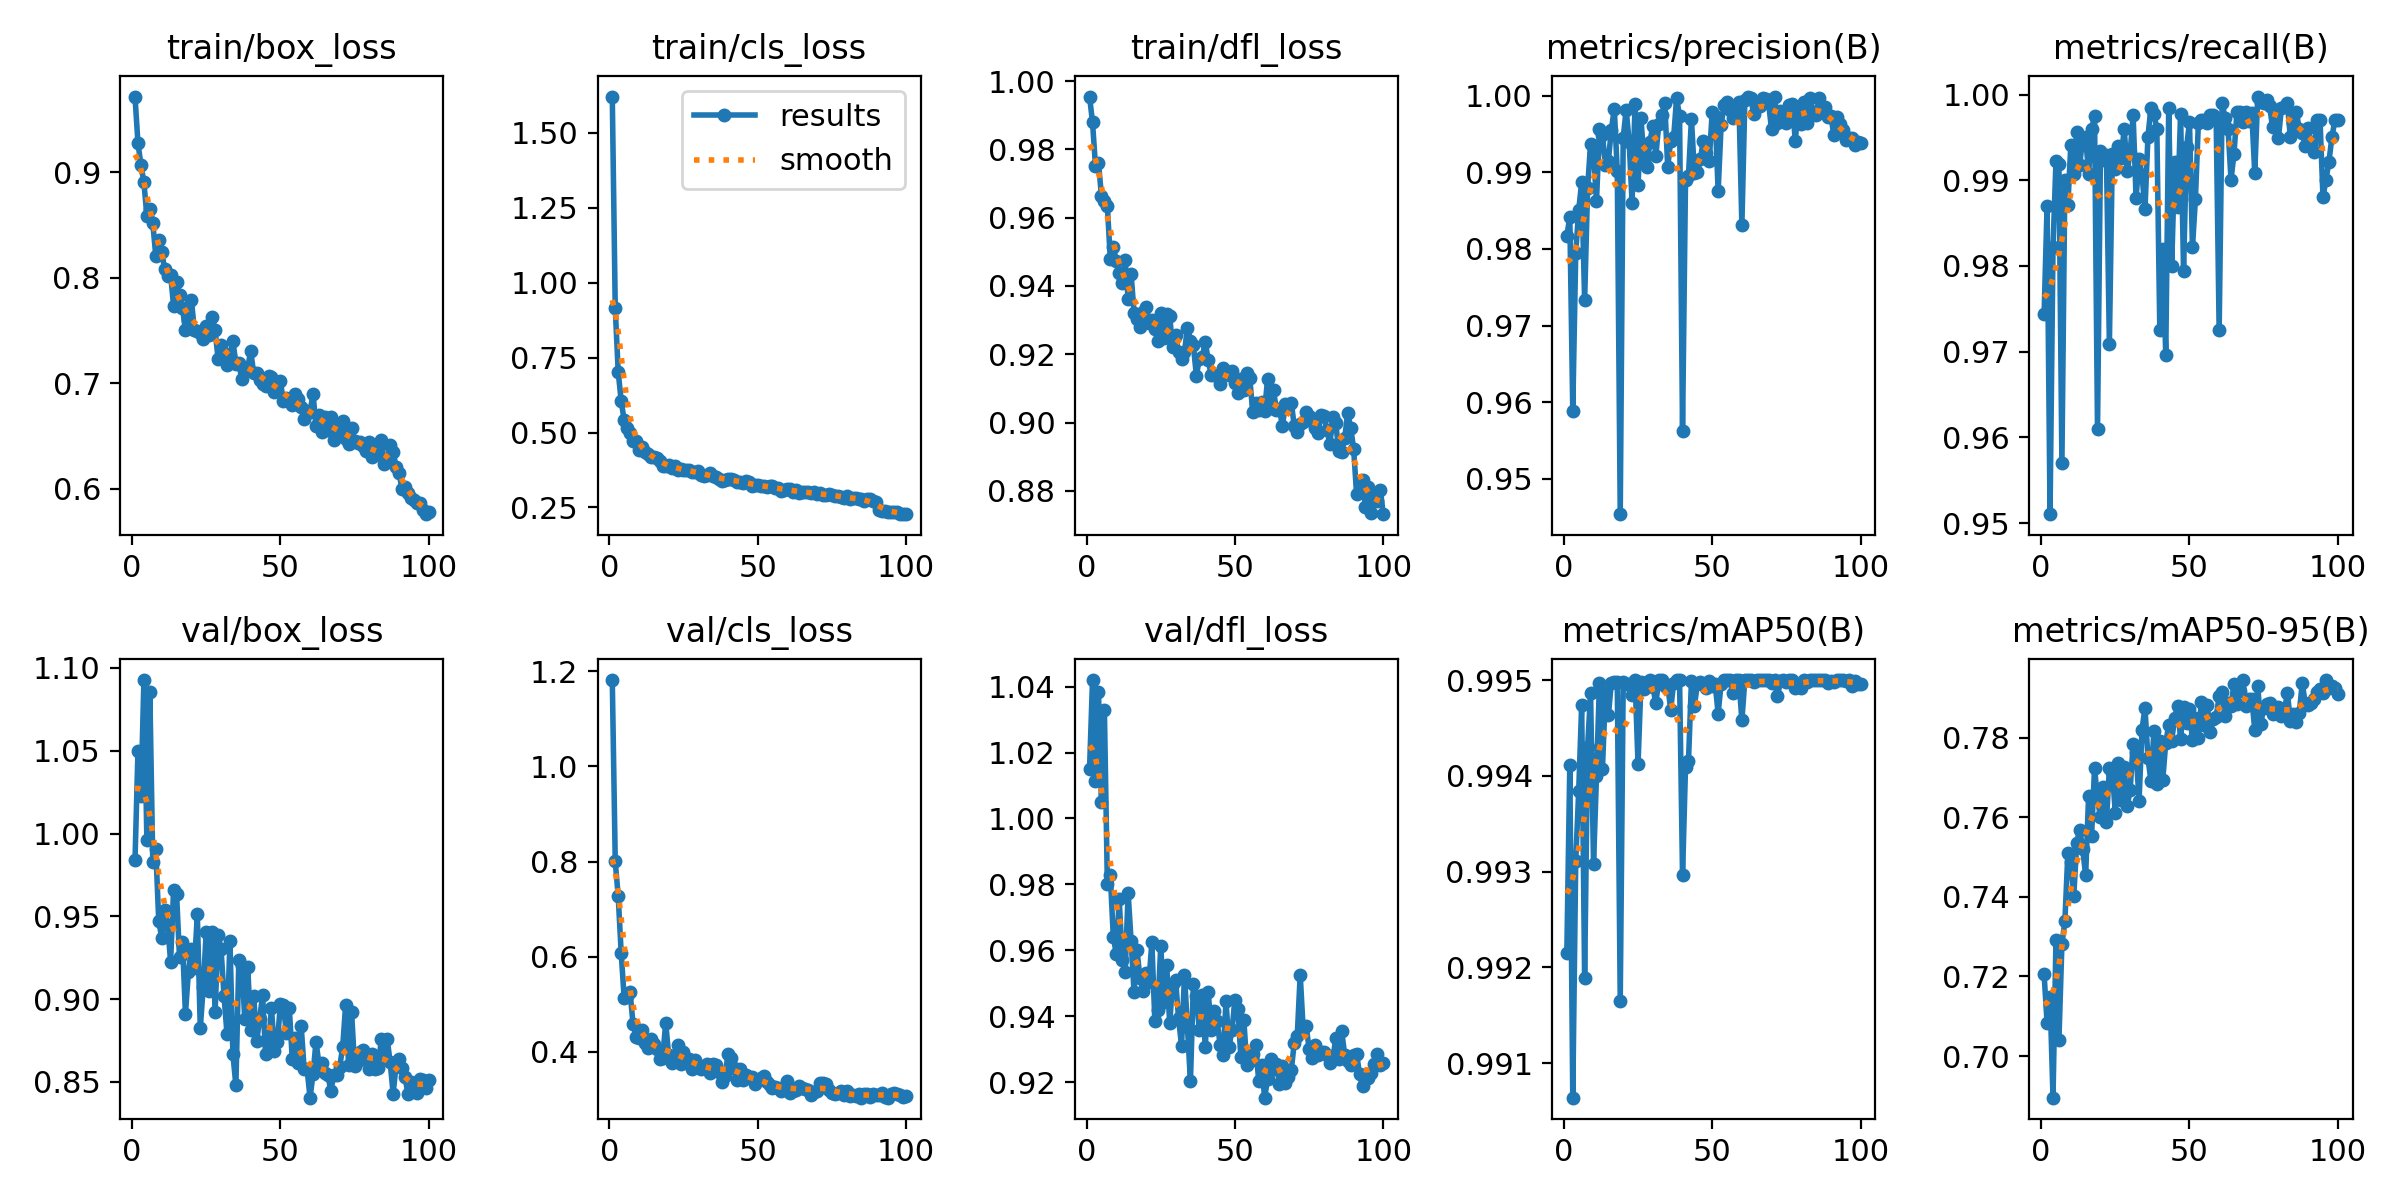 train/box_loss
0.9
0.8
0.7
0.6
0 50 100
train/cls_loss
results
smooth
1.50
1.25
1.00
0.75
0.50
0.25
0 50 100
train/dfl_loss
1.00
0.98
0.96
0.94
0.92
0.90
0.88
0 50 100
metrics/precision(B)
1.00
0.99
0.98
0.97
0.96
0.95
0 50 100
metrics/recall(B)
1.00
0.99
0.98
0.97
0.96
0.95
0 50 100
val/box_loss
1.10
1.05
1.00
0.95
0.90
0.85
0 50 100
val/cls_loss
1.2
1.0
0.8
0.6
0.4
0 50 100
val/dfl_loss
1.04
1.02
1.00
0.98
0.96
0.94
0.92
0 50 100
metrics/mAP50(B)
0.995
0.994
0.993
0.992
0.991
0 50 100
metrics/mAP50-95(B)
0.78
0.76
0.74
0.72
0.70
0 50 100